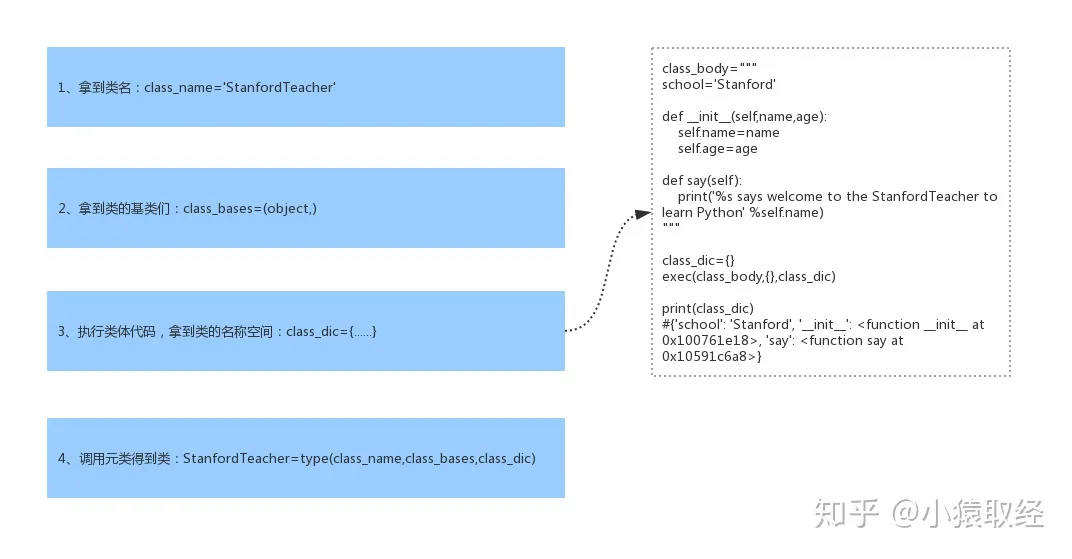 1、拿到类名：class_name='StanfordTeacher'
2、拿到类的基类们：class_bases=(object,)
3、执行类体代码，拿到类的名称空间：class_dic={......}
4、调用元类得到类：StanfordTeacher=type(class_name,class_bases,class_dic)
class_body="""
school='Stanford'
def __init__(self,name,age):
    self.name=name
    self.age=age
def say(self):
    print('%s says welcome to the StanfordTeacher to
learn Python' %self.name)
"""
class_dic={}
exec(class_body,{},class_dic)
print(class_dic)
#{'school': 'Stanford', '__init__': <function __init__ at
0x100761e18>, 'say': <function say at
0x10591c6a8>}
知乎 @小猿取经